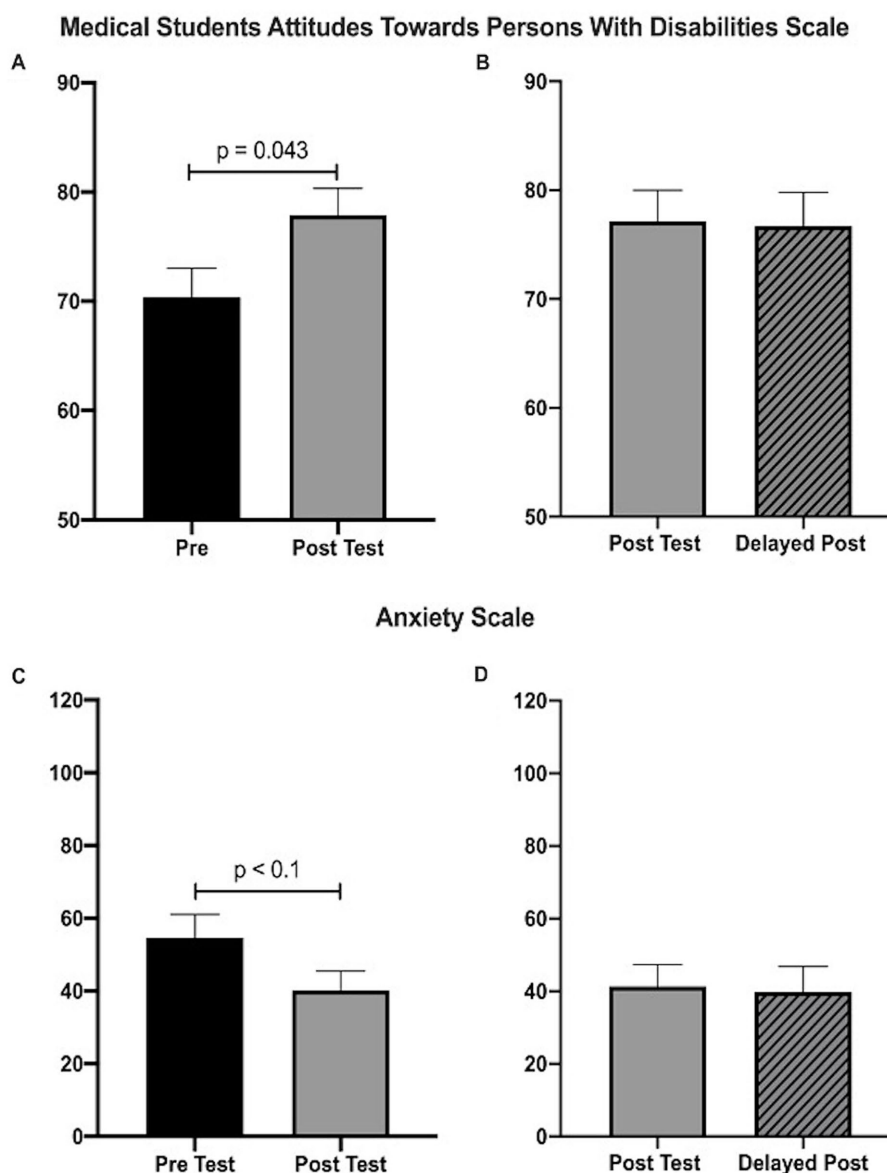 Medical Students Attitudes Towards Persons With Disabilities Scale
A
90
80
70
60
50
p = 0.043
Pre
Post Test
B
90
80
70
60
50
Post Test
Delayed Post
Anxiety Scale
C
120
100
80
60
40
20
0
p < 0.1
Pre Test
Post Test
D
120
100
80
60
40
20
0
Post Test
Delayed Post